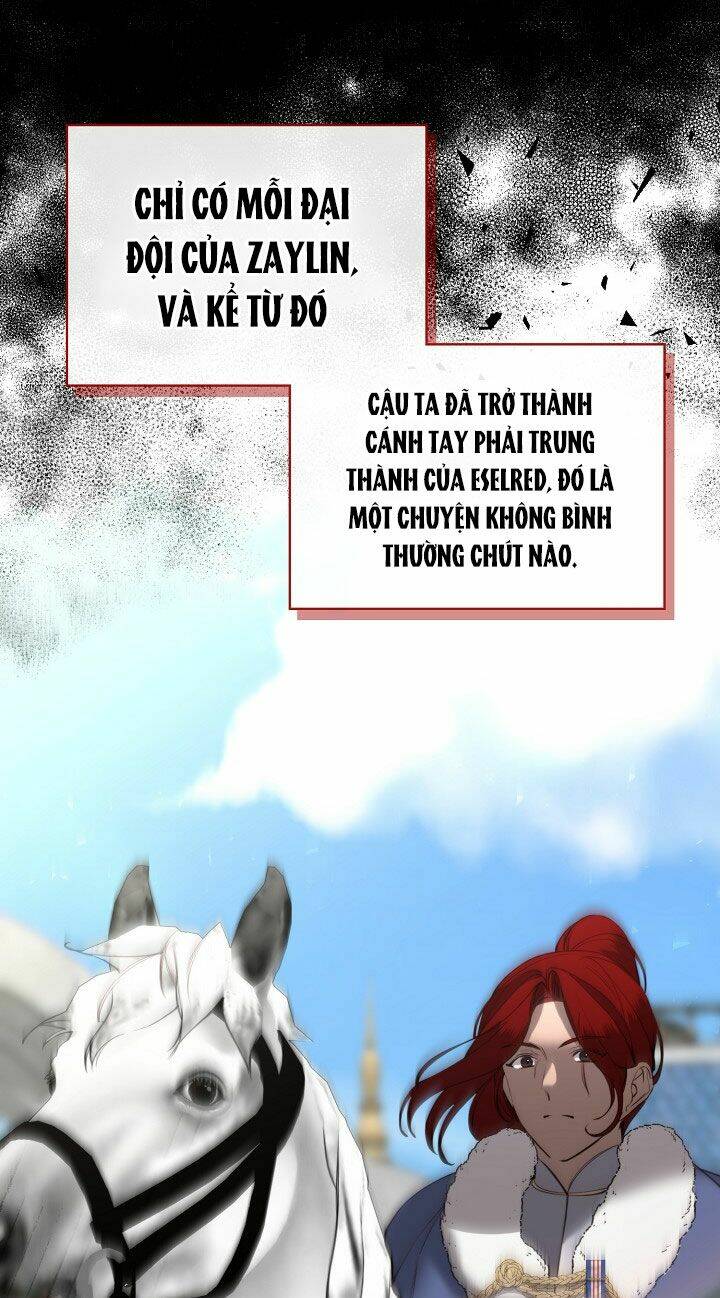 CHỈ CÓ MỖI ĐẠI
ĐỘI CỦA ZAYLIN,
VÀ KỂ TỪ ĐÓ
CẬU TA ĐÃ TRỞ THÀNH
CÁNH TAY PHẢI TRUNG
THÀNH CỦA ESELRED, ĐÓ LÀ
MỘT CHUYỆN KHÔNG BÌNH
THƯỜNG CHÚT NÀO.